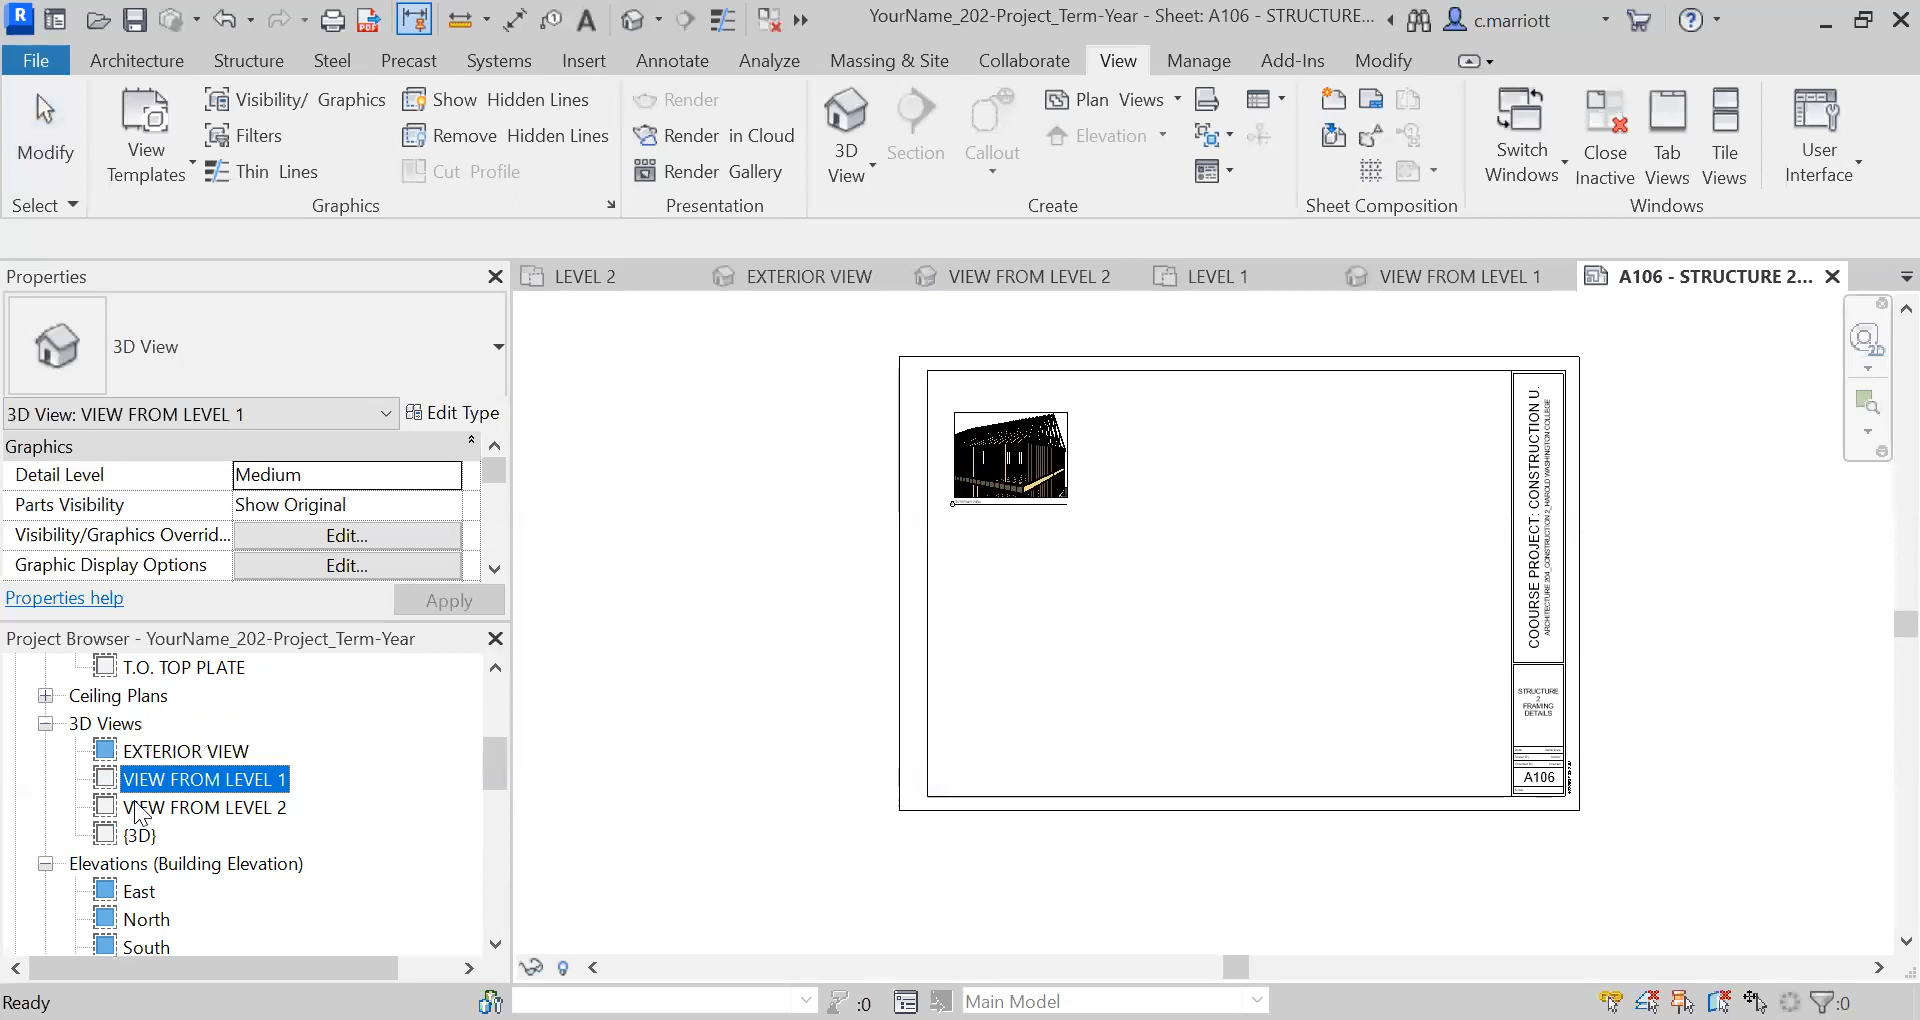 YourName_202-Project_Term-Year - Sheet: A106 - STRUCTURE...
c.marriott
File
Architecture
Structure
Steel
Precast
Systems
Insert
Annotate
Analyze
Massing & Site
Collaborate
View
Manage
Add-Ins
Modify
Modify
View
Templates
Visibility/ Graphics
Filters
Thin Lines
Show Hidden Lines
Remove Hidden Lines
Cut Profile
Render
Render in Cloud
Render Gallery
3D
View
Section
Callout
Plan Views
Elevation
Switch
Windows
Close
Inactive
Tab
Views
Tile
Views
User
Interface
Select
Graphics
Presentation
Create
Sheet Composition
Windows
Properties
LEVEL 2
EXTERIOR VIEW
VIEW FROM LEVEL 2
LEVEL 1
VIEW FROM LEVEL 1
A106 - STRUCTURE 2...
3D View
3D View: VIEW FROM LEVEL 1
Edit Type
Graphics
Detail Level
Medium
Parts Visibility
Show Original
Visibility/Graphics Overrid...
Edit...
Graphic Display Options
Edit...
Properties help
Apply
Project Browser - YourName_202-Project_Term-Year
T.O. TOP PLATE
Ceiling Plans
3D Views
EXTERIOR VIEW
VIEW FROM LEVEL 1
VIEW FROM LEVEL 2
{3D}
Elevations (Building Elevation)
East
North
South
COOURSE PROJECT: CONSTRUCTION U.
ARCHITECTURE 204_CONSTRUCTION 2_HAROLD WASHINGTON COLLEGE
STRUCTURE
2
FRAMING
DETAILS
A106
2D
Ready
:0
Main Model
:0